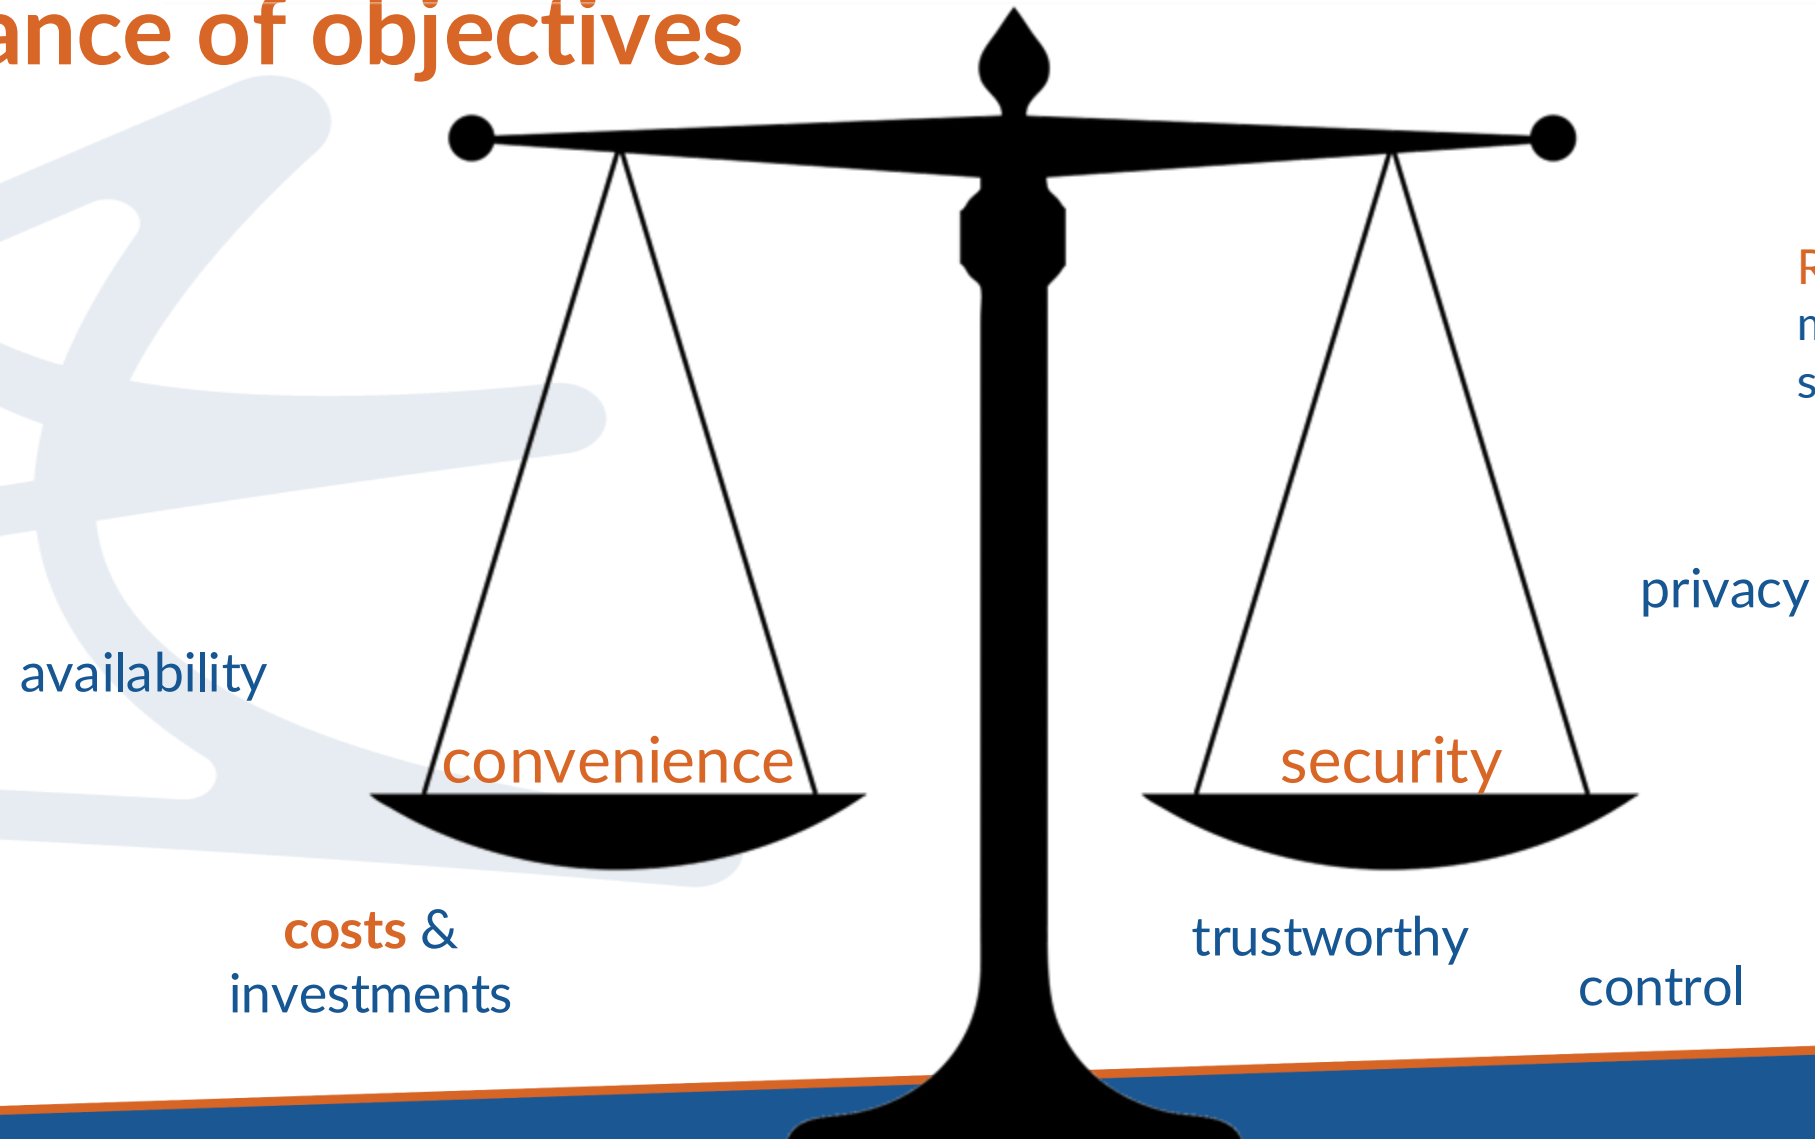 ance of objectives
privacy
availability
convenience
security
costs &
investments
trustworthy
control